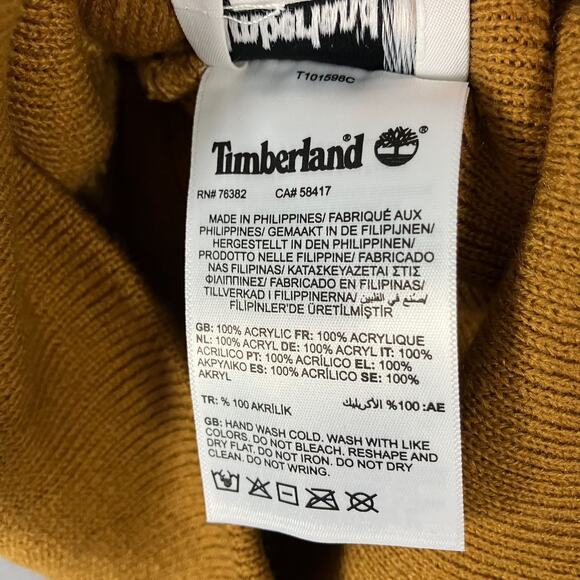 T101598C
Timberland
RN# 76382 CA# 58417
MADE IN PHILIPPINES/ FABRIQUÉ AUX
PHILIPPINES/ GEMAAKT IN DE FILIPIJNEN/
HERGESTELLT IN DEN PHILIPPINEN/
PRODOTTO NELLE FILIPPINE/ FABRICADO
NAS FILIPINAS/ ΚΑΤΑΣΚΕΥΑΖΕΤΑΙ ΣΤΙΣ
ΦΙΛΙΠΠΙΝΕΣ/ FABRICADO EN FILIPINAS/
TILLVERKAD I FILIPPINERNA/ صنع في الفلبين/
FİLİPİNLER'DE ÜRETİLMİŞTİR
GB: 100% ACRYLIC FR: 100% ACRYLIQUE
NL: 100% ACRYL DE: 100% ACRYL IT: 100%
ACRILICO PT: 100% ACRÍLICO EL: 100%
ΑΚΡΥΛΙΚΟ ES: 100% ACRÍLICO SE: 100%
AKRYL
TR: % 100 AKRİLİK AE: 100% الأكريليك
GB: HAND WASH COLD. WASH WITH LIKE
COLORS. DO NOT BLEACH. RESHAPE AND
DRY FLAT. DO NOT IRON. DO NOT DRY
CLEAN. DO NOT WRING.